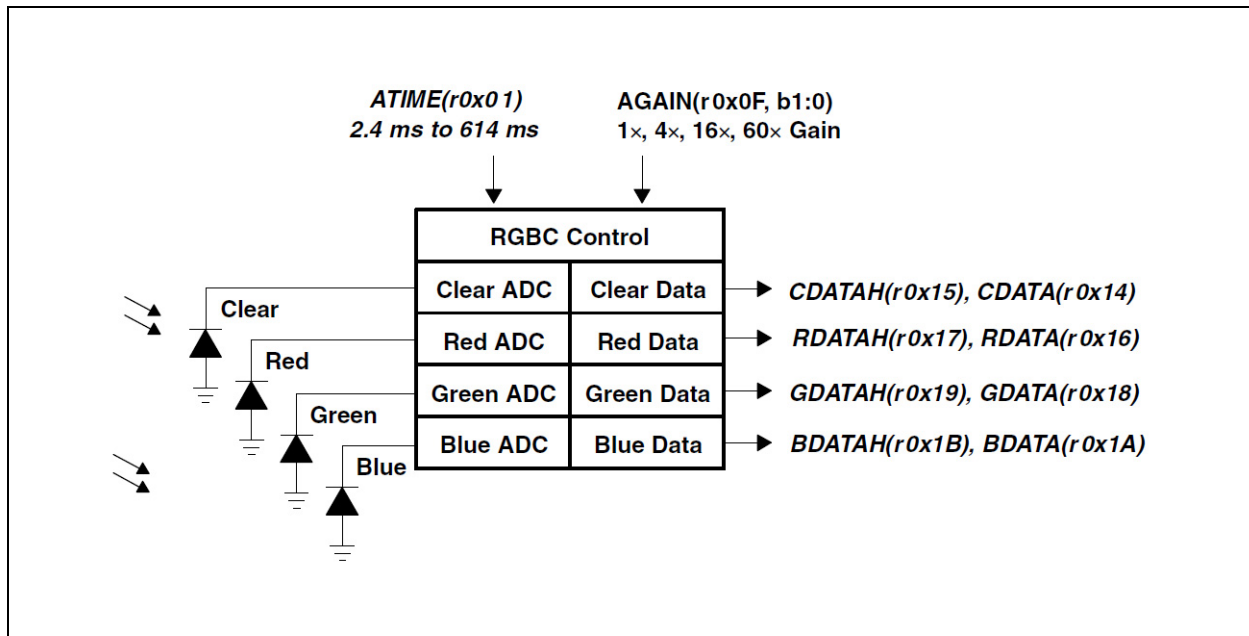 ATIME(r0x01)
2.4 ms to 614 ms
AGAIN(r0x0F, b1:0)
1×, 4×, 16×, 60× Gain
RGBC Control
Clear
Clear ADC
Clear Data
CDATAH(r0x15), CDATA(r0x14)
Red
Red ADC
Red Data
RDATAH(r0x17), RDATA(r0x16)
Green
Green ADC
Green Data
GDATAH(r0x19), GDATA(r0x18)
Blue
Blue ADC
Blue Data
BDATAH(r0x1B), BDATA(r0x1A)